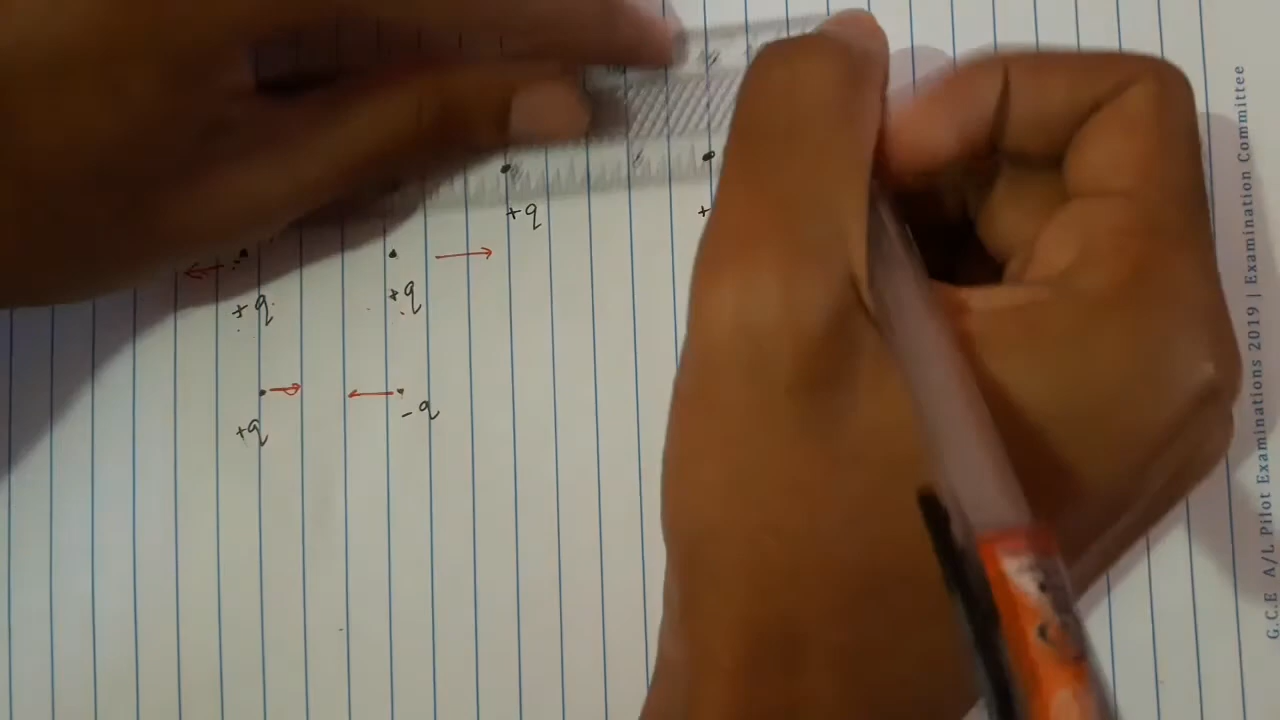 +q +
+q +q
+q -q
G.C.E A/L Pilot Examinations 2019 | Examination Committee